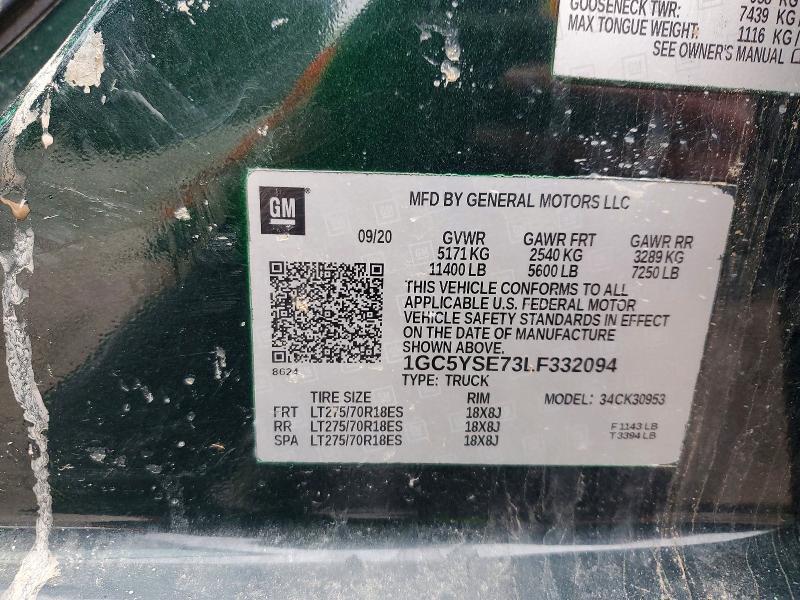 GOOSENECK TWR: 7439 KG
MAX TONGUE WEIGHT: 1116 KG
SEE OWNER'S MANUAL
GM
MFD BY GENERAL MOTORS LLC
09/20 GVWR GAWR FRT GAWR RR
5171 KG 2540 KG 3289 KG
11400 LB 5600 LB 7250 LB
THIS VEHICLE CONFORMS TO ALL
APPLICABLE U.S. FEDERAL MOTOR
VEHICLE SAFETY STANDARDS IN EFFECT
ON THE DATE OF MANUFACTURE
SHOWN ABOVE.
8624 1GC5YSE73LF332094
TYPE: TRUCK
TIRE SIZE RIM MODEL: 34CK30953
FRT LT275/70R18ES 18X8J
RR LT275/70R18ES 18X8J F 1143 LB
SPA LT275/70R18ES 18X8J T 3394 LB